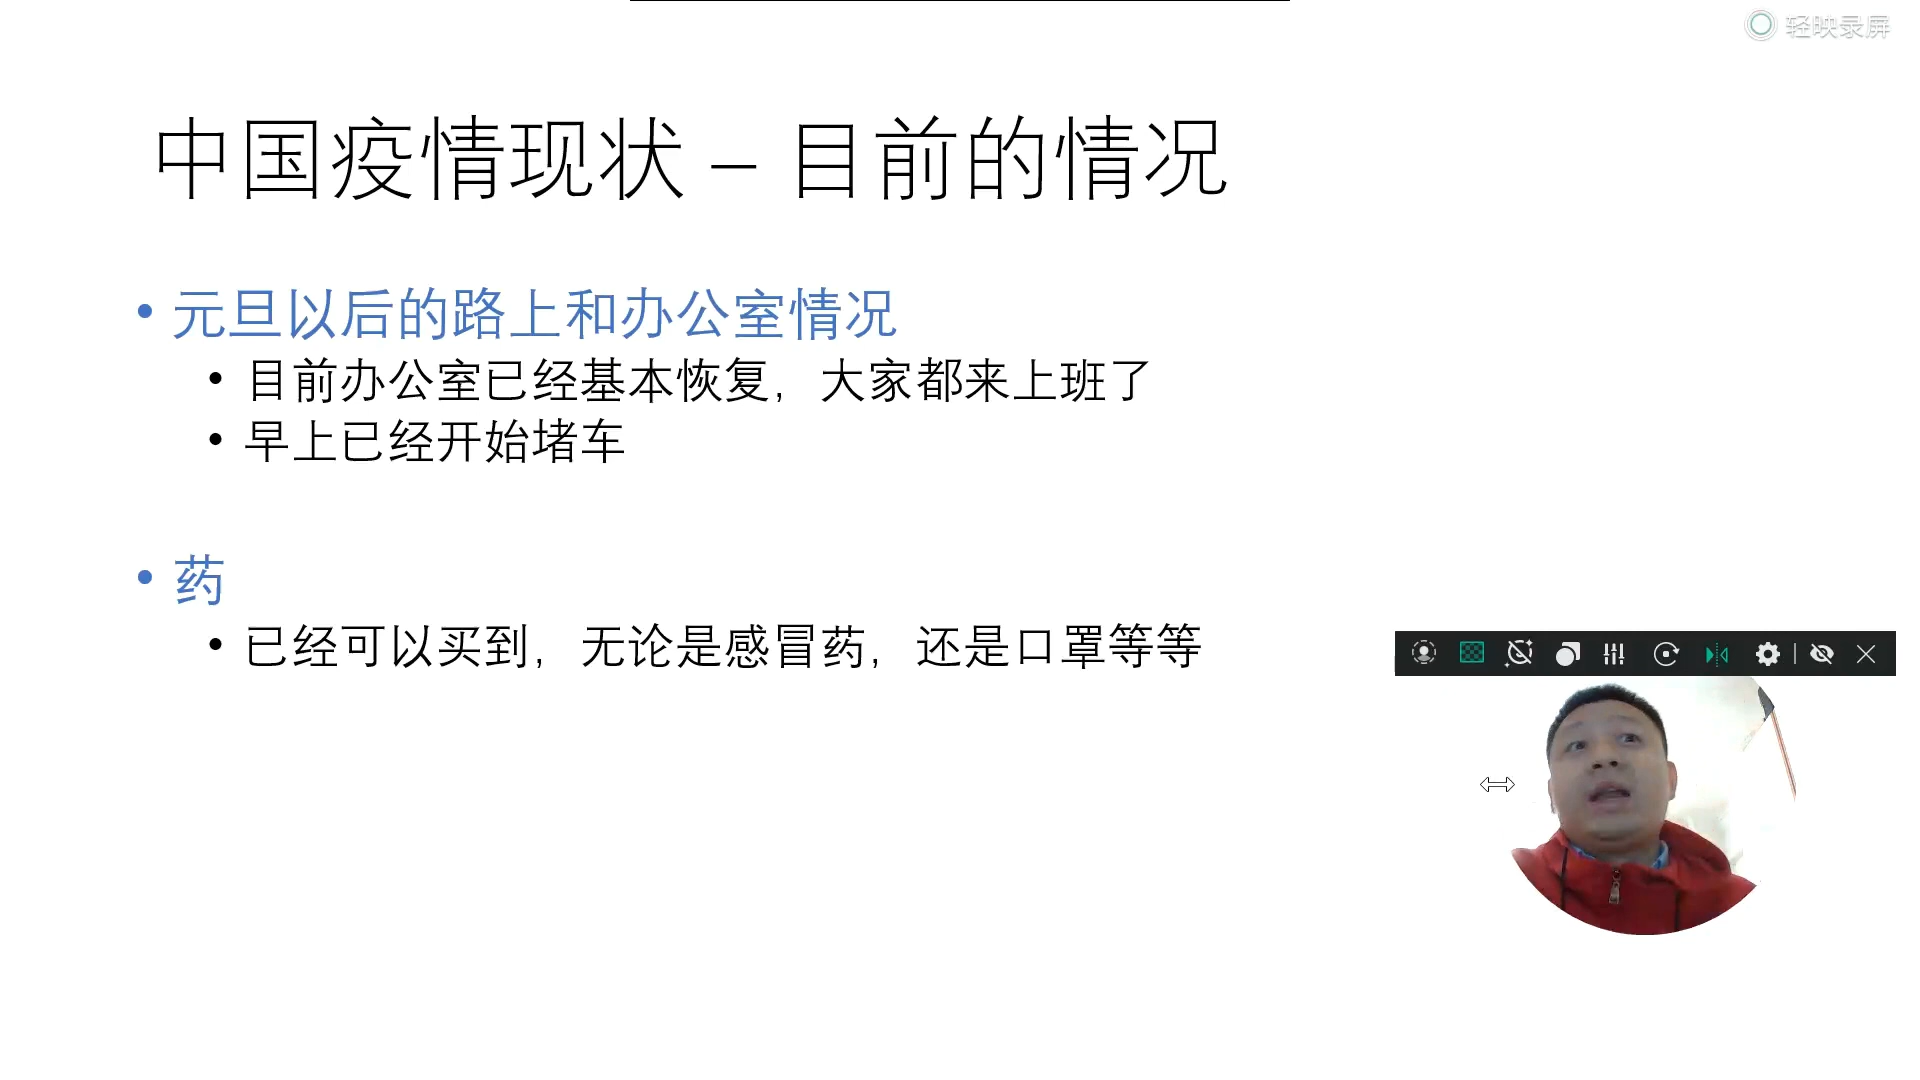 轻映录屏
中国疫情现状 – 目前的情况
• 元旦以后的路上和办公室情况
• 目前办公室已经基本恢复，大家都来上班了
• 早上已经开始堵车
• 药
• 已经可以买到，无论是感冒药，还是口罩等等